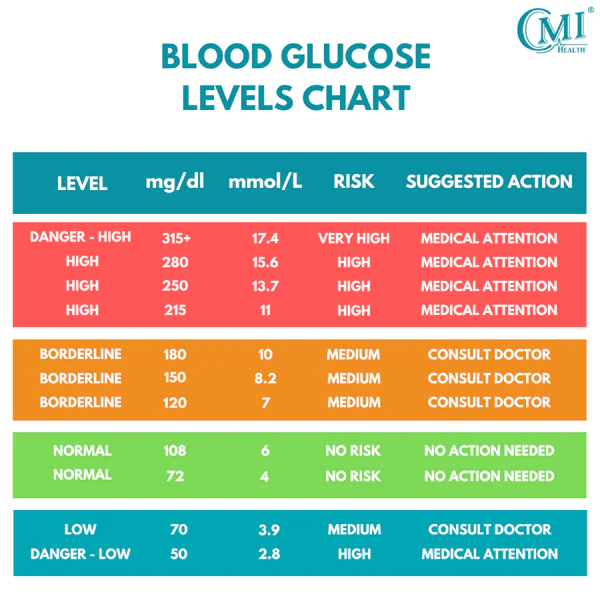 CMI®
HEALTH
BLOOD GLUCOSE
LEVELS CHART
LEVEL mg/dl mmol/L RISK SUGGESTED ACTION
DANGER - HIGH 315+ 17.4 VERY HIGH MEDICAL ATTENTION
HIGH 280 15.6 HIGH MEDICAL ATTENTION
HIGH 250 13.7 HIGH MEDICAL ATTENTION
HIGH 215 11 HIGH MEDICAL ATTENTION
BORDERLINE 180 10 MEDIUM CONSULT DOCTOR
BORDERLINE 150 8.2 MEDIUM CONSULT DOCTOR
BORDERLINE 120 7 MEDIUM CONSULT DOCTOR
NORMAL 108 6 NO RISK NO ACTION NEEDED
NORMAL 72 4 NO RISK NO ACTION NEEDED
LOW 70 3.9 MEDIUM CONSULT DOCTOR
DANGER - LOW 50 2.8 HIGH MEDICAL ATTENTION